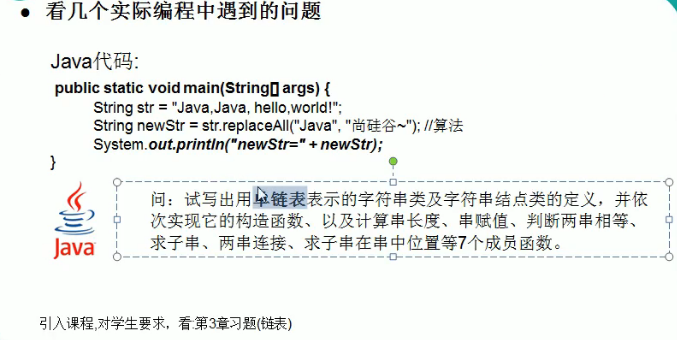 看几个实际编程中遇到的问题
Java代码:
public static void main(String[] args) {
String str = "Java,Java, hello,world!";
String newStr = str.replaceAll("Java", "尚硅谷~"); //算法
System.out.println("newStr=" + newStr);
}
问：试写出用单链表表示的字符串类及字符串结点类的定义，并依
次实现它的构造函数、以及计算串长度、串赋值、判断两串相等、
求子串、两串连接、求子串在串中位置等7个成员函数。
Java
引入课程,对学生要求，看:第3章习题(链表)